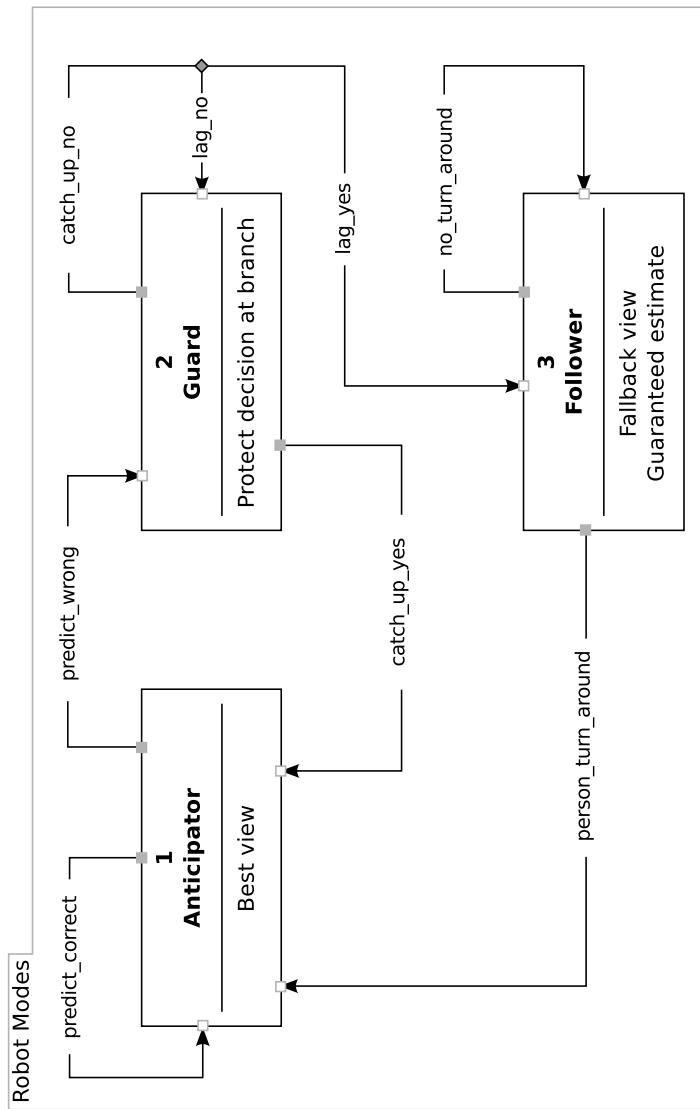 Robot Modes
predict_correct
predict_wrong
catch_up_no
lag_no
1
Anticipator
Best view
2
Guard
Protect decision at branch
lag_yes
catch_up_yes
no_turn_around
person_turn_around
3
Follower
Fallback view
Guaranteed estimate